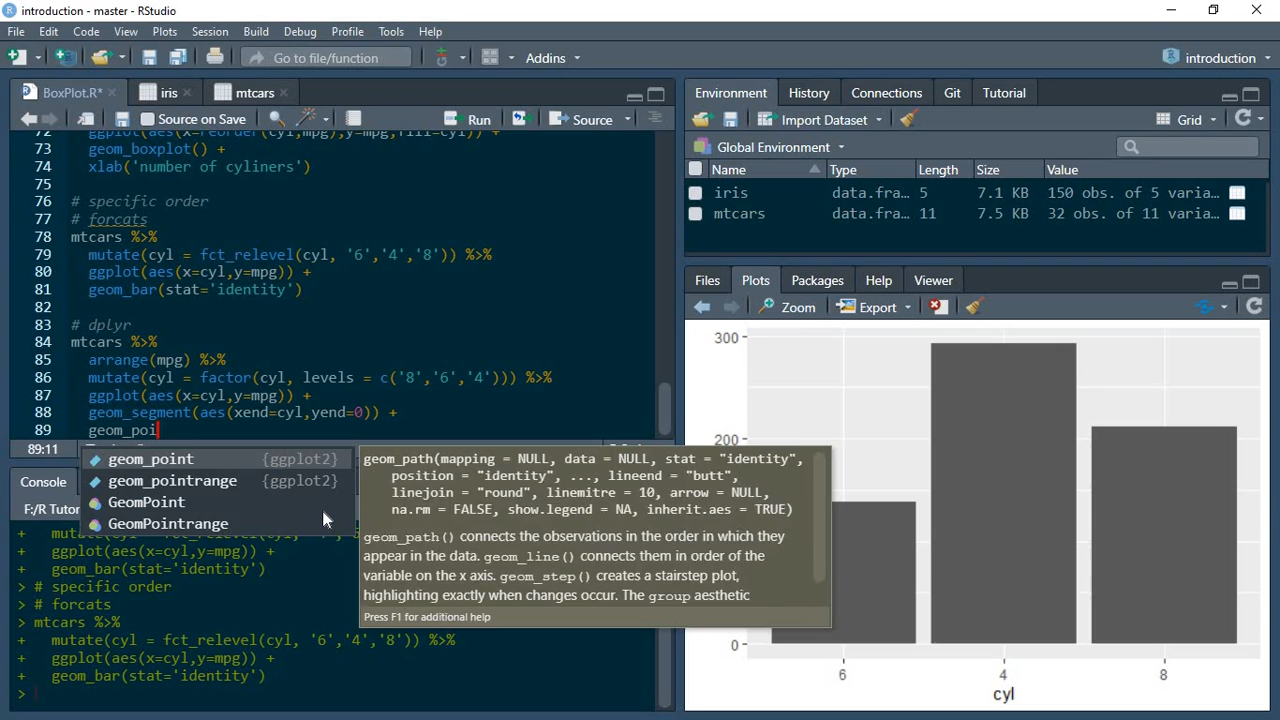 introduction - master - RStudio
File Edit Code View Plots Session Build Debug Profile Tools Help
Go to file/function Addins introduction
BoxPlot.R* iris mtcars
Source on Save Run Source
72 ggplot(aes(x=reorder(cyl,mpg),y=mpg,fill=cyl)) +
73 geom_boxplot() +
74 xlab('number of cyliners')
75
76 # specific order
77 # forcats
78 mtcars %>%
79 mutate(cyl = fct_relevel(cyl, '6','4','8')) %>%
80 ggplot(aes(x=cyl,y=mpg)) +
81 geom_bar(stat='identity')
82
83 # dplyr
84 mtcars %>%
85 arrange(mpg) %>%
86 mutate(cyl = factor(cyl, levels = c('8','6','4'))) %>%
87 ggplot(aes(x=cyl,y=mpg)) +
88 geom_segment(aes(xend=cyl,yend=0)) +
89 geom_poi
89:11
geom_point {ggplot2}
geom_pointrange {ggplot2}
GeomPoint
GeomPointrange
geom_path(mapping = NULL, data = NULL, stat = "identity",
position = "identity", ..., lineend = "butt",
linejoin = "round", linemitre = 10, arrow = NULL,
na.rm = FALSE, show.legend = NA, inherit.aes = TRUE)
geom_path() connects the observations in the order in which they
appear in the data. geom_line() connects them in order of the
variable on the x axis. geom_step() creates a stairstep plot,
highlighting exactly when changes occur. The group aesthetic
Press F1 for additional help
Console
F:/R Tutor
+ ggplot(aes(x=cyl,y=mpg)) +
+ geom_bar(stat='identity')
> # specific order
> # forcats
> mtcars %>%
+ mutate(cyl = fct_relevel(cyl, '6','4','8')) %>%
+ ggplot(aes(x=cyl,y=mpg)) +
+ geom_bar(stat='identity')
>
Environment History Connections Git Tutorial
Import Dataset Grid
Global Environment
Name Type Length Size Value
iris data.fra… 5 7.1 KB 150 obs. of 5 varia…
mtcars data.fra… 11 7.5 KB 32 obs. of 11 varia…
Files Plots Packages Help Viewer
Zoom Export
300
200
0
6 4 8
cyl